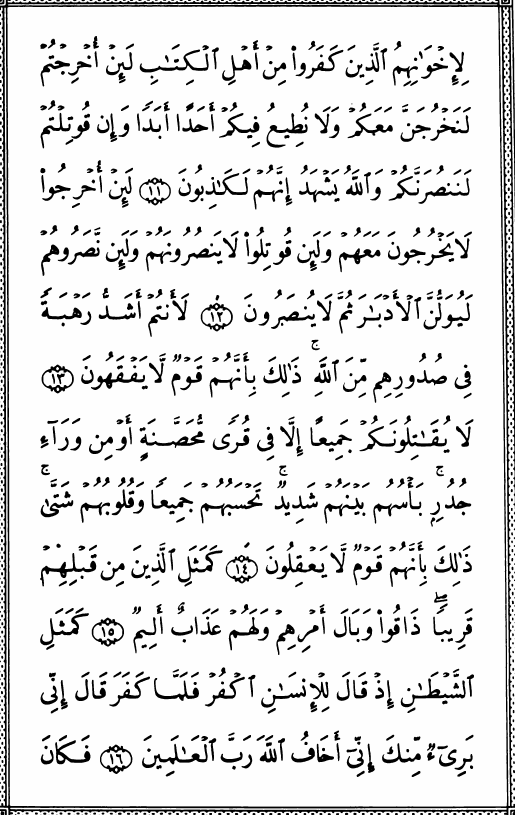 لِإِخْوَٰنِهِمُ ٱلَّذِينَ كَفَرُوا۟ مِنْ أَهْلِ ٱلْكِتَٰبِ لَئِنْ أُخْرِجْتُمْ
لَنَخْرُجَنَّ مَعَكُمْ وَلَا نُطِيعُ فِيكُمْ أَحَدًا أَبَدًا وَإِن قُوتِلْتُمْ
لَنَنصُرَنَّكُمْ وَٱللَّهُ يَشْهَدُ إِنَّهُمْ لَكَٰذِبُونَ ۝١١ لَئِنْ أُخْرِجُوا۟
لَا يَخْرُجُونَ مَعَهُمْ وَلَئِن قُوتِلُوا۟ لَا يَنصُرُونَهُمْ وَلَئِن نَّصَرُوهُمْ
لَيُوَلُّنَّ ٱلْأَدْبَٰرَ ثُمَّ لَا يُنصَرُونَ ۝١٢ لَأَنتُمْ أَشَدُّ رَهْبَةً
فِى صُدُورِهِم مِّنَ ٱللَّهِ ۚ ذَٰلِكَ بِأَنَّهُمْ قَوْمٌ لَّا يَفْقَهُونَ ۝١٣
لَا يُقَٰتِلُونَكُمْ جَمِيعًا إِلَّا فِى قُرًى مُّحَصَّنَةٍ أَوْ مِن وَرَآءِ
جُدُرٍۭ ۚ بَأْسُهُم بَيْنَهُمْ شَدِيدٌ ۚ تَحْسَبُهُمْ جَمِيعًا وَقُلُوبُهُمْ شَتَّىٰ ۚ
ذَٰلِكَ بِأَنَّهُمْ قَوْمٌ لَّا يَعْقِلُونَ ۝١٤ كَمَثَلِ ٱلَّذِينَ مِن قَبْلِهِمْ
قَرِيبًا ۖ ذَاقُوا۟ وَبَالَ أَمْرِهِمْ وَلَهُمْ عَذَابٌ أَلِيمٌ ۝١٥ كَمَثَلِ
ٱلشَّيْطَٰنِ إِذْ قَالَ لِلْإِنسَٰنِ ٱكْفُرْ فَلَمَّا كَفَرَ قَالَ إِنِّى
بَرِىٓءٌ مِّنكَ إِنِّىٓ أَخَافُ ٱللَّهَ رَبَّ ٱلْعَٰلَمِينَ ۝١٦ فَكَانَ